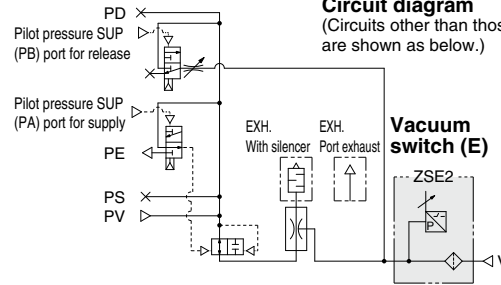 Circuit diagram
(Circuits other than thos
are shown as below.)
PD
Pilot pressure SUP
(PB) port for release
Pilot pressure SUP
(PA) port for supply
PE
PS
PV
EXH.
With silencer
EXH.
Port exhaust
Vacuum
switch (E)
ZSE2
P
V